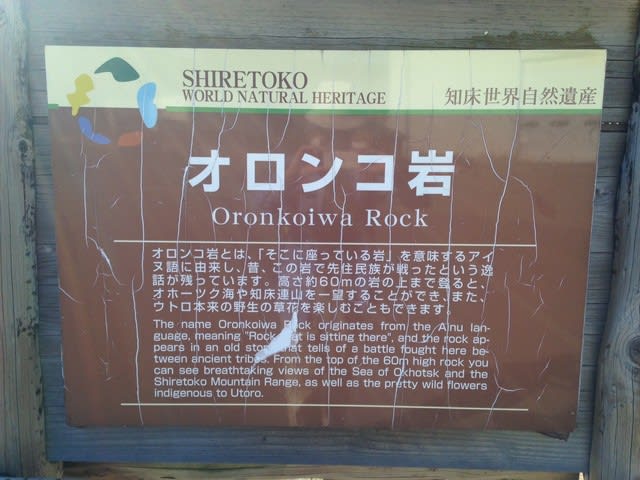 SHIRETOKO
WORLD NATURAL HERITAGE
知床世界自然遺産
オロンコ岩
Oronkoiwa Rock
オロンコ岩とは、「そこに座っている岩」を意味するアイ
ヌ語に由来し、昔、この岩で先住民族が戦ったという逸
話が残っています。高さ約60mの岩の上まで登ると、
オホーツク海や知床連山を一望することができ、また、
ウトロ本来の野生の草花を楽しむこともできます。
The name Oronkoiwa Rock originates from the Ainu lan-
guage, meaning "Rock that is sitting there", and the rock ap-
pears in an old story that tells of a battle fought here be-
tween ancient tribes. From the top of the 60m high rock you
can see breathtaking views of the Sea of Okhotsk and the
Shiretoko Mountain Range, as well as the pretty wild flowers
indigenous to Utoro.